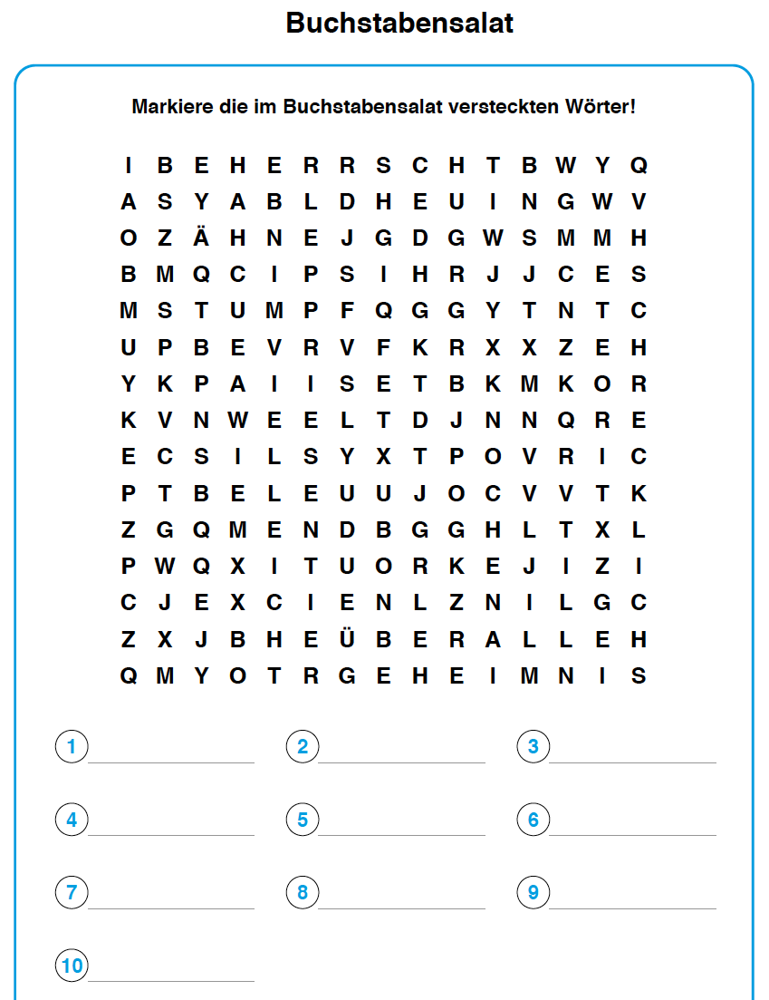 Buchstabensalat
Markiere die im Buchstabensalat versteckten Wörter!
I B E H E R R S C H T B W Y Q
A S Y A B L D H E U I N G W V
O Z Ä H N E J G D G W S M M H
B M Q C I P S I H R J J C E S
M S T U M P F Q G G Y T N T C
U P B E V R V F K R X X Z E H
Y K P A I I S E T B K M K O R
K V N W E E L T D J N N Q R E
E C S I L S Y X T P O V R I C
P T B E L E U U J O C V V T K
Z G Q M E N D B G G H L T X L
P W Q X I T U O R K E J I Z I
C J E X C I E N L Z N I L G C
Z X J B H E Ü B E R A L L E H
Q M Y O T R G E H E I M N I S
1 2 3
4 5 6
7 8 9
10